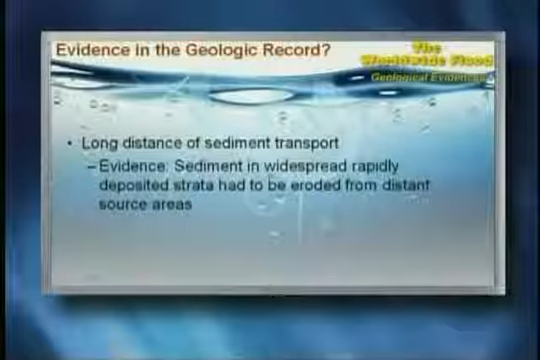 Evidence in the Geologic Record?
The
Worldwide Flood
Geological Evidences
• Long distance of sediment transport
– Evidence: Sediment in widespread rapidly
deposited strata had to be eroded from distant
source areas